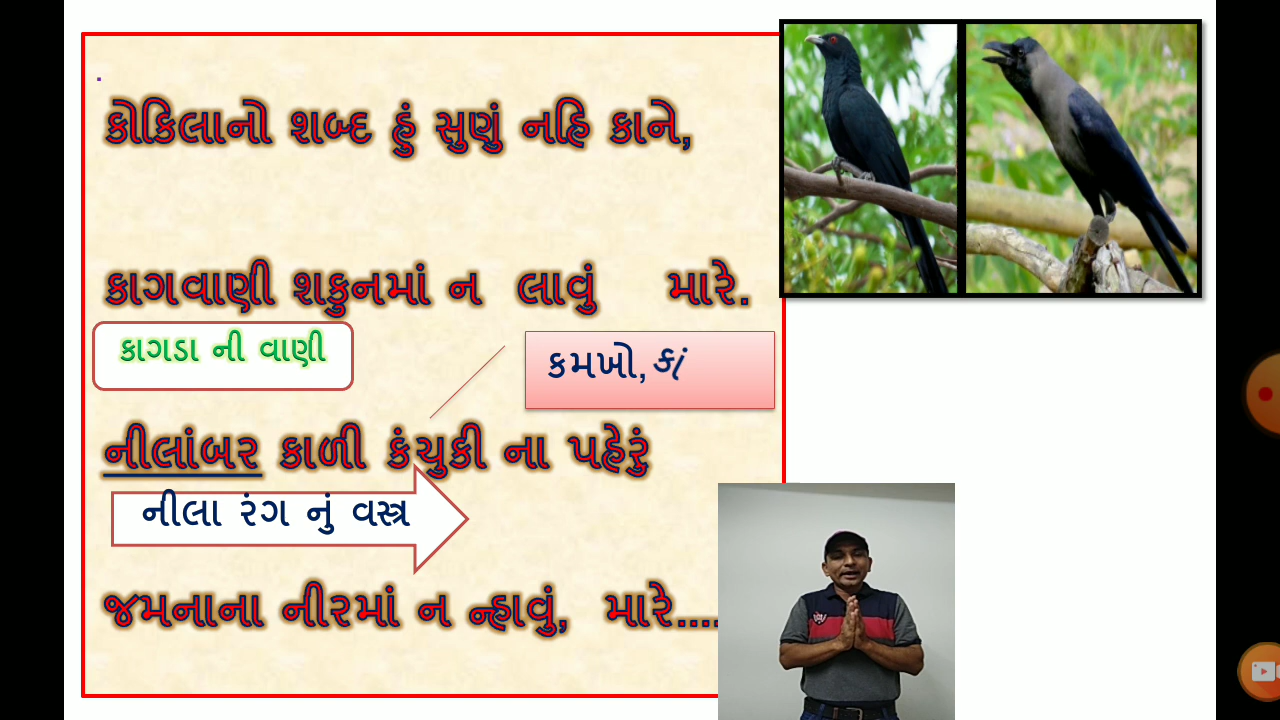 કોકિલાનો શબ્દ હું સુણું નહિ કાને,
કાગવાણી શકુનમાં ન લાવું મારે.
કાગડા ની વાણી
કમખો, કાં
નીલાંબર કાળી કંચુકી ના પહેરું
નીલા રંગ નું વસ્ત્ર
જમનાના નીરમાં ન ન્હાવું, મારે....